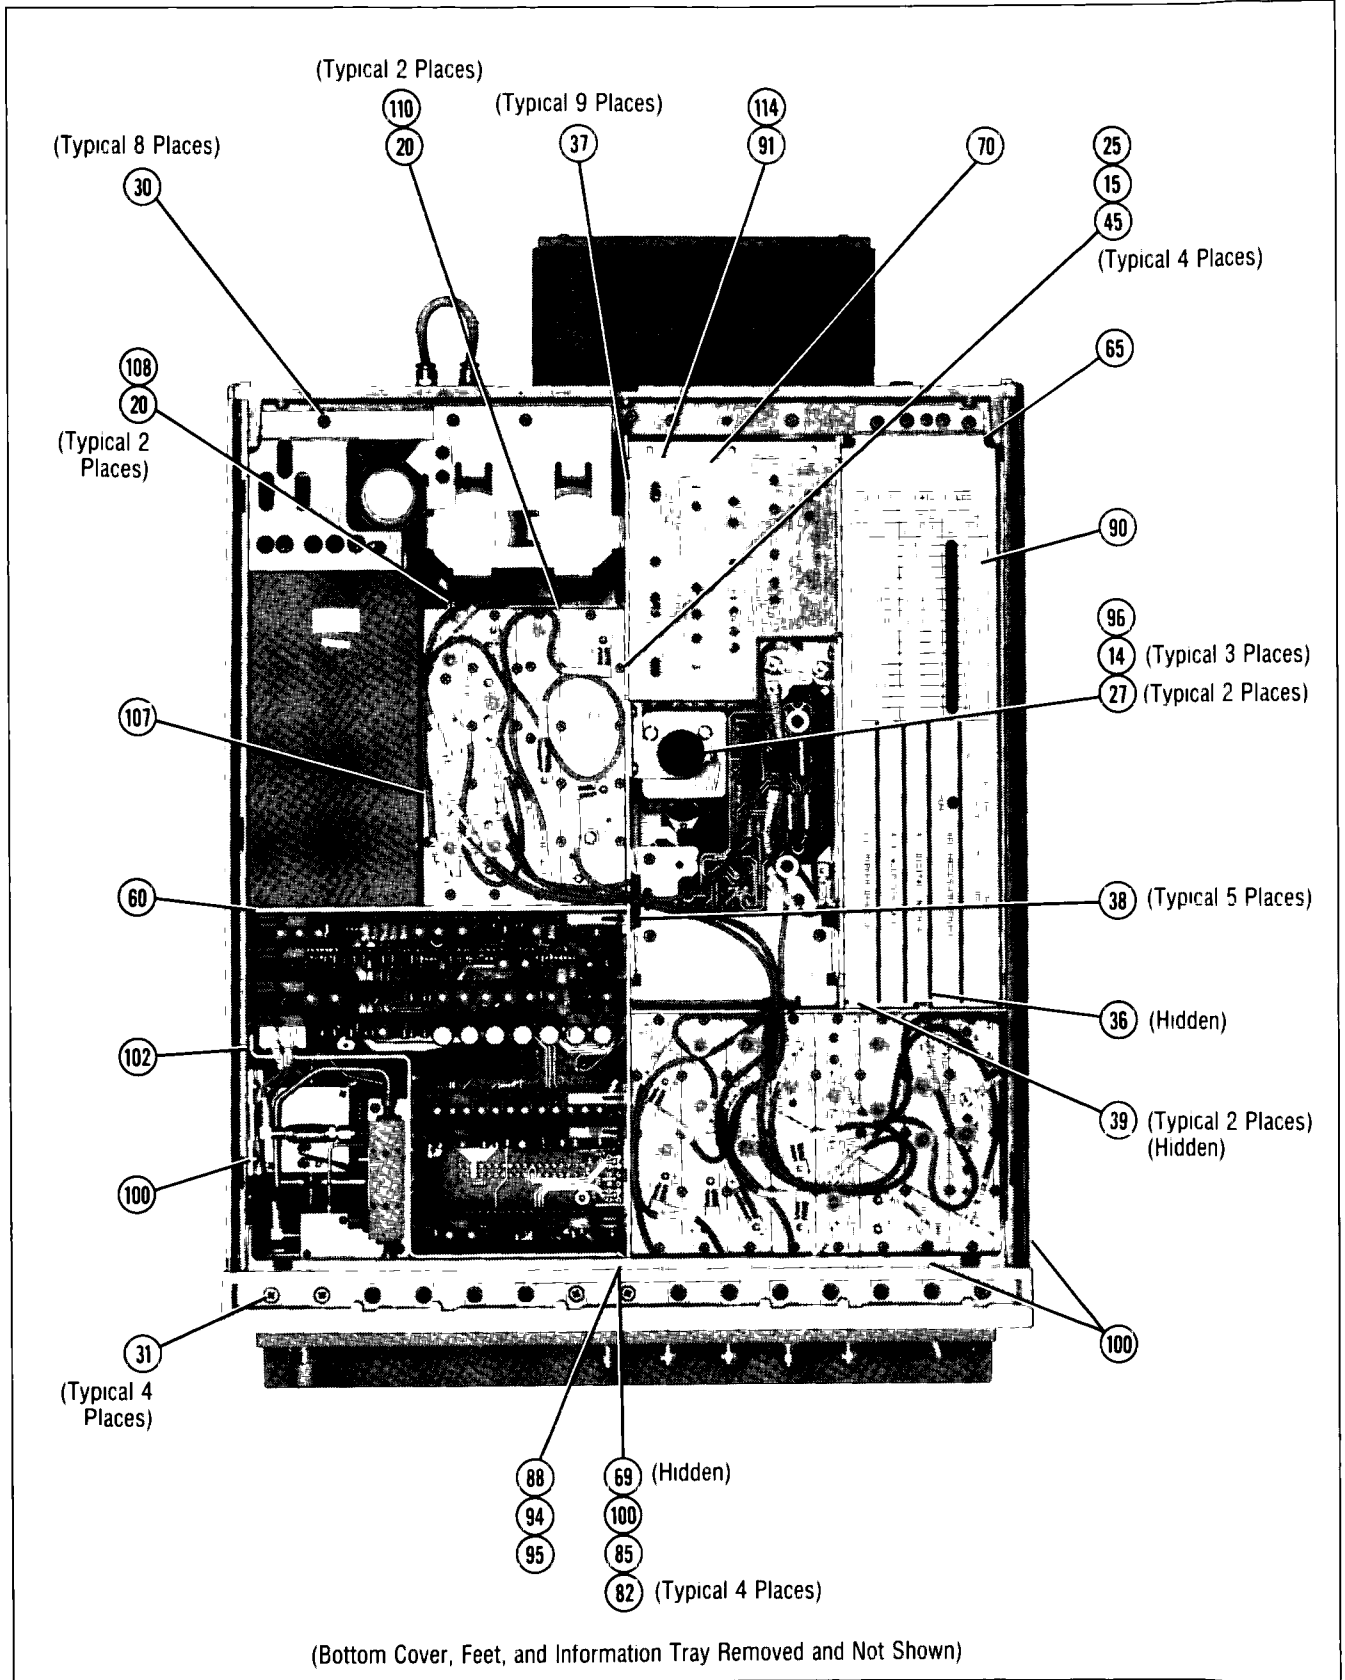 (Typical 2 Places)
110
20
(Typical 9 Places)
37
114
91
70
25
15
45
(Typical 4 Places)
(Typical 8 Places)
30
65
108
20
(Typical 2
Places)
90
96
14 (Typical 3 Places)
27 (Typical 2 Places)
107
60
38 (Typical 5 Places)
36 (Hidden)
102
39 (Typical 2 Places)
(Hidden)
100
100
31
(Typical 4
Places)
88
94
95
69 (Hidden)
100
85
82 (Typical 4 Places)
(Bottom Cover, Feet, and Information Tray Removed and Not Shown)